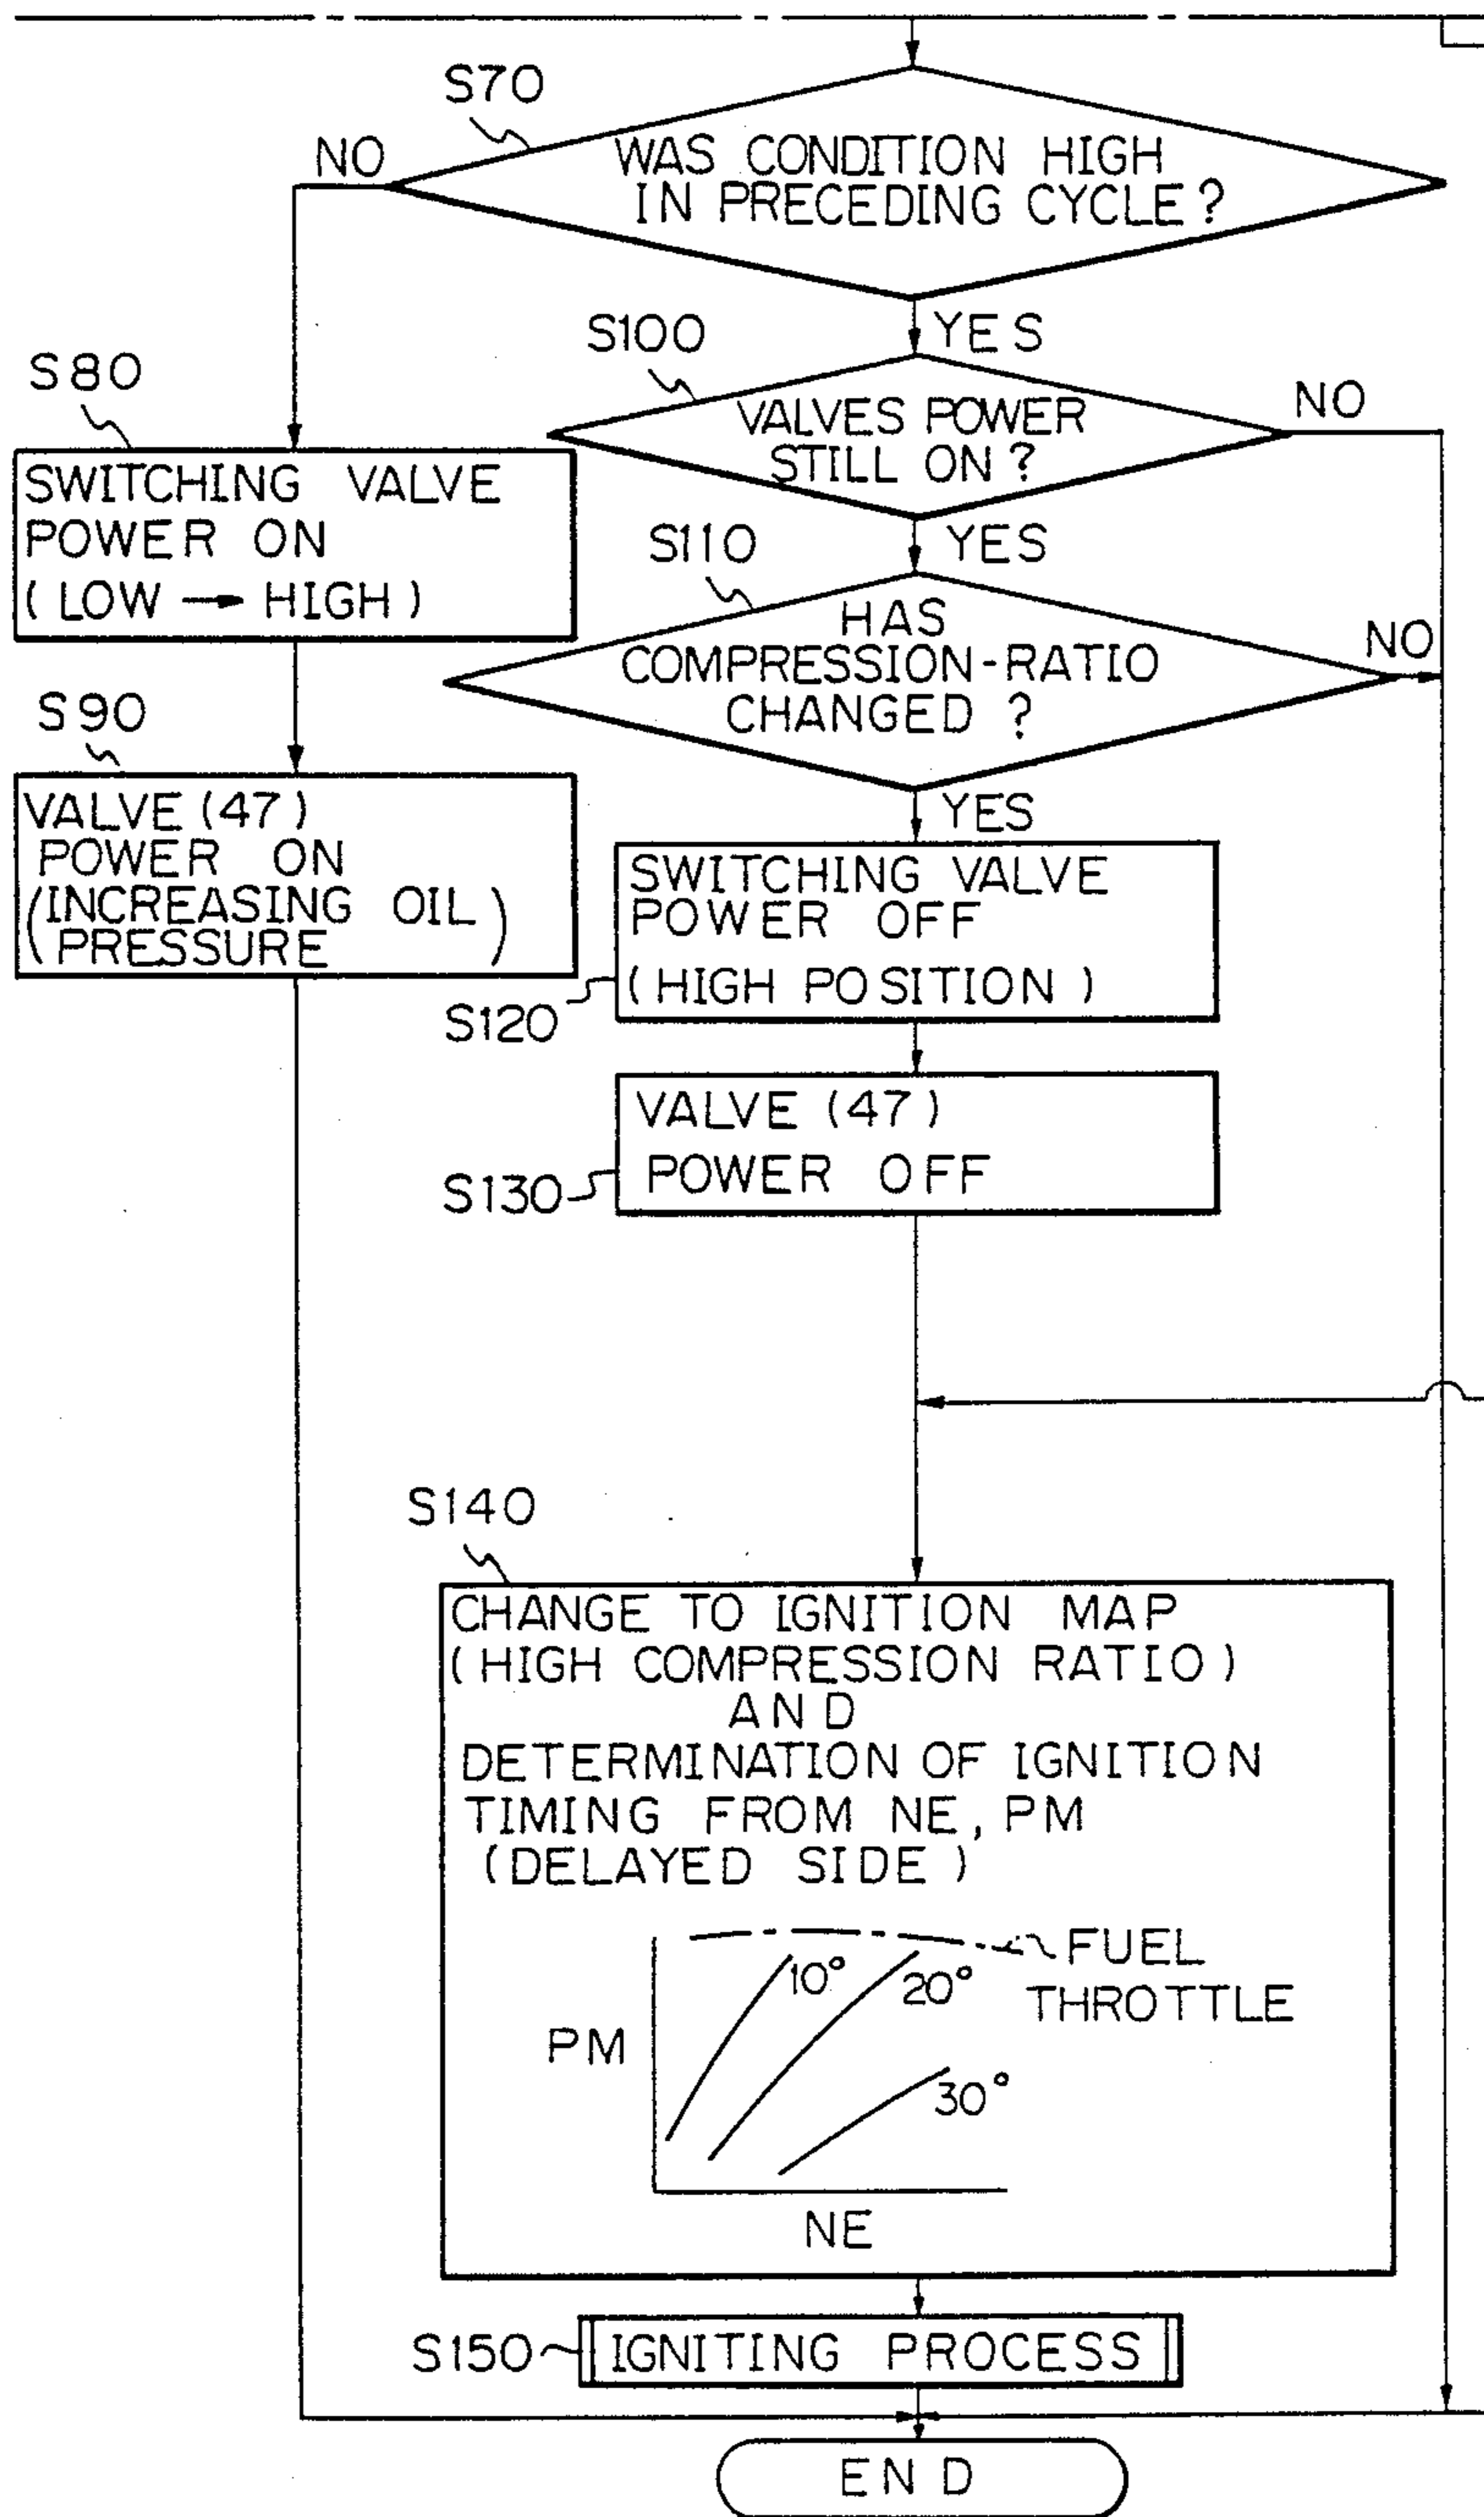 S70
NO
WAS CONDITION HIGH
IN PRECEDING CYCLE?
YES
S80
SWITCHING VALVE
POWER ON
(LOW → HIGH)
S90
VALVE (47)
POWER ON
(INCREASING OIL
PRESSURE)
S100
VALVES POWER
STILL ON?
NO
YES
S110
HAS
COMPRESSION-RATIO
CHANGED ?
NO
YES
SWITCHING VALVE
POWER OFF
(HIGH POSITION)
S120
VALVE (47)
POWER OFF
S130
S140
CHANGE TO IGNITION MAP
(HIGH COMPRESSION RATIO)
AND
DETERMINATION OF IGNITION
TIMING FROM NE, PM
(DELAYED SIDE)
FUEL
THROTTLE
10°
20°
30°
PM
NE
S150
IGNITING PROCESS
END